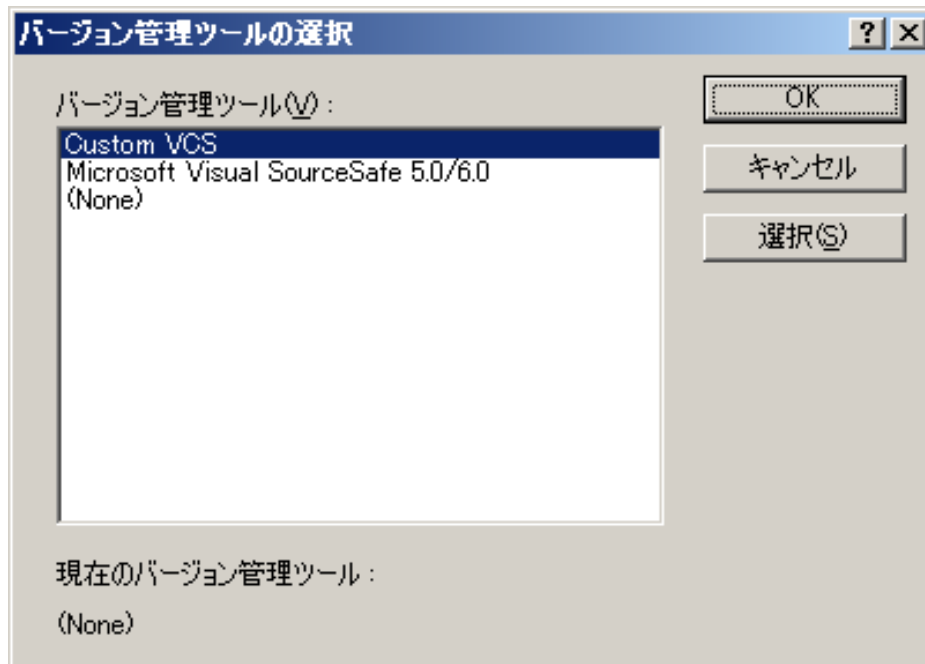 バージョン管理ツールの選択
バージョン管理ツール(V)：
OK
Custom VCS
Microsoft Visual SourceSafe 5.0/6.0
(None)
キャンセル
選択(S)
現在のバージョン管理ツール：
(None)